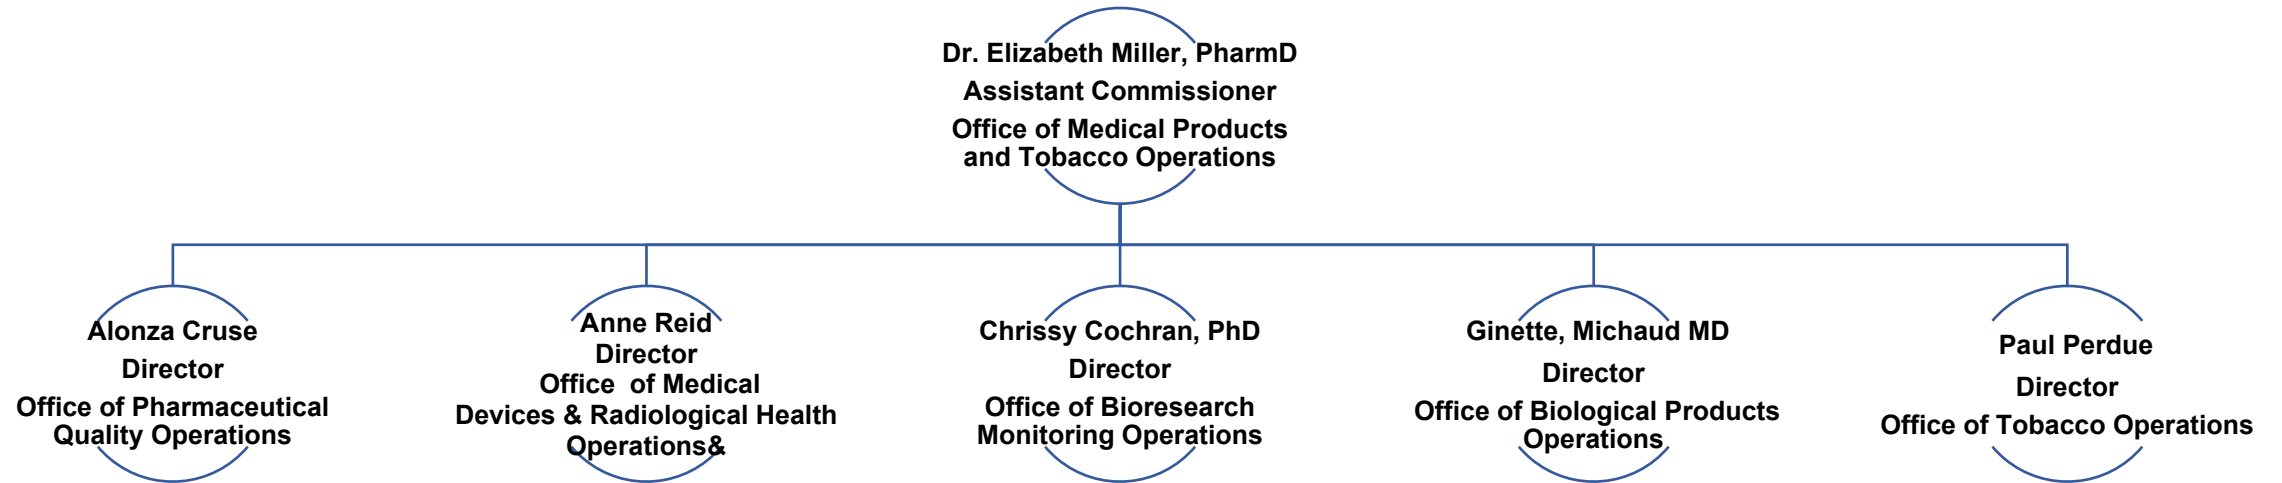 Dr. Elizabeth Miller, PharmD
Assistant Commissioner
Office of Medical Products
and Tobacco Operations
Alonza Cruse
Director
Office of Pharmaceutical
Quality Operations
Anne Reid
Director
Office  of Medical
Devices & Radiological Health
Operations&
Chrissy Cochran, PhD
Director
Office of Bioresearch
Monitoring Operations
Ginette, Michaud MD
Director
Office of Biological Products
Operations
Paul Perdue
Director
Office of Tobacco Operations